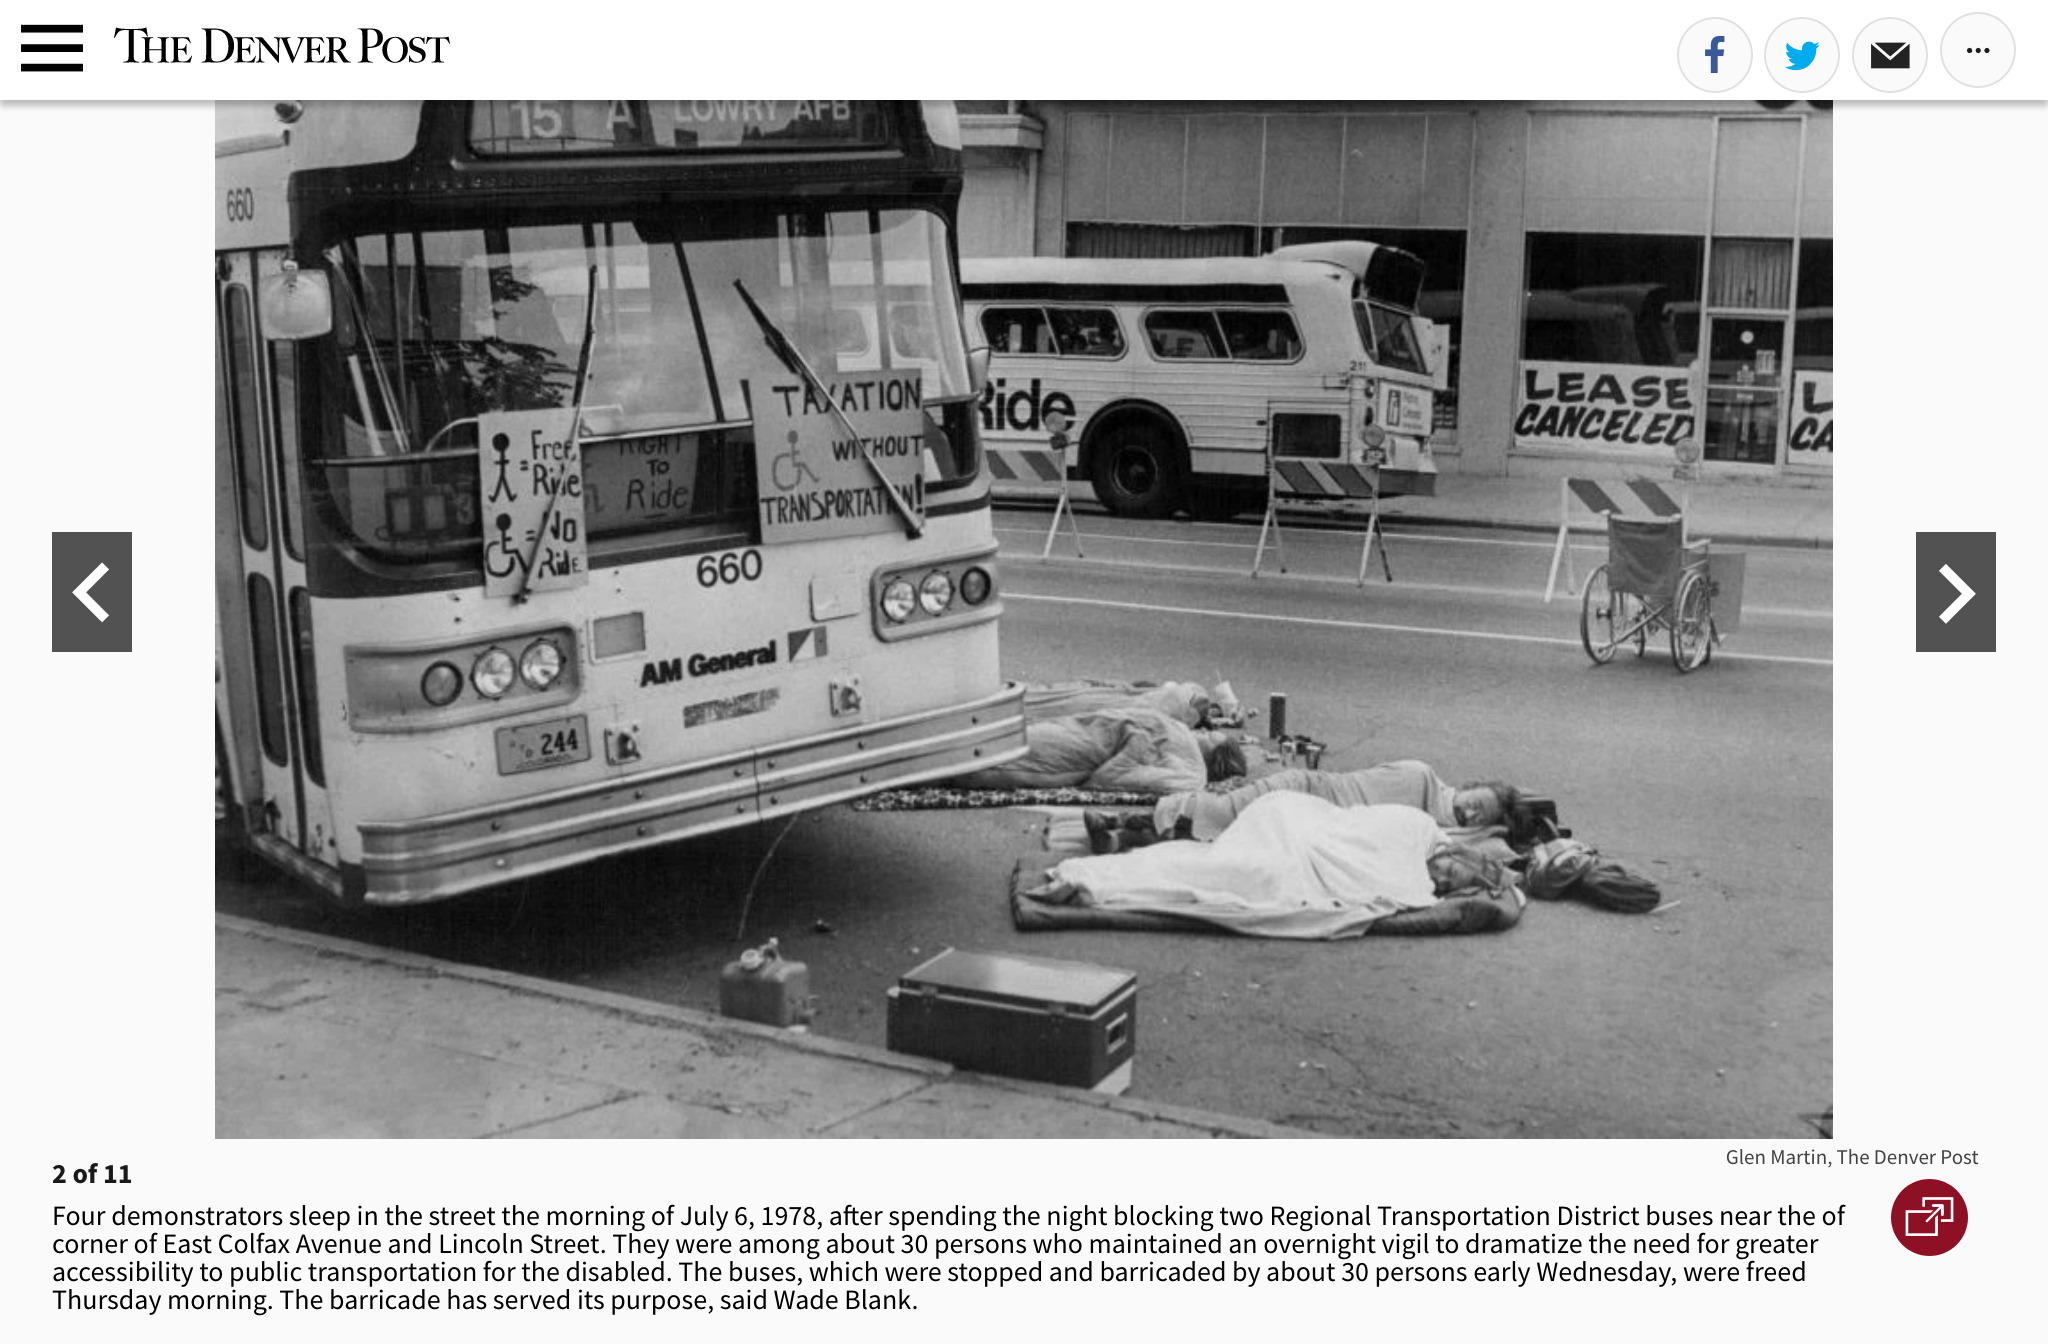 THE DENVER POST
15 A LOWRY AFB
660
Ride
211
LEASE
CANCELED
L
CA
TAXATION
WITHOUT
TRANSPORTATION!
= Free
Ride
= No
Ride
RIGHT
TO
Ride
660
AM General
244
COLORADO
2 of 11
Glen Martin, The Denver Post
Four demonstrators sleep in the street the morning of July 6, 1978, after spending the night blocking two Regional Transportation District buses near the of
corner of East Colfax Avenue and Lincoln Street. They were among about 30 persons who maintained an overnight vigil to dramatize the need for greater
accessibility to public transportation for the disabled. The buses, which were stopped and barricaded by about 30 persons early Wednesday, were freed
Thursday morning. The barricade has served its purpose, said Wade Blank.